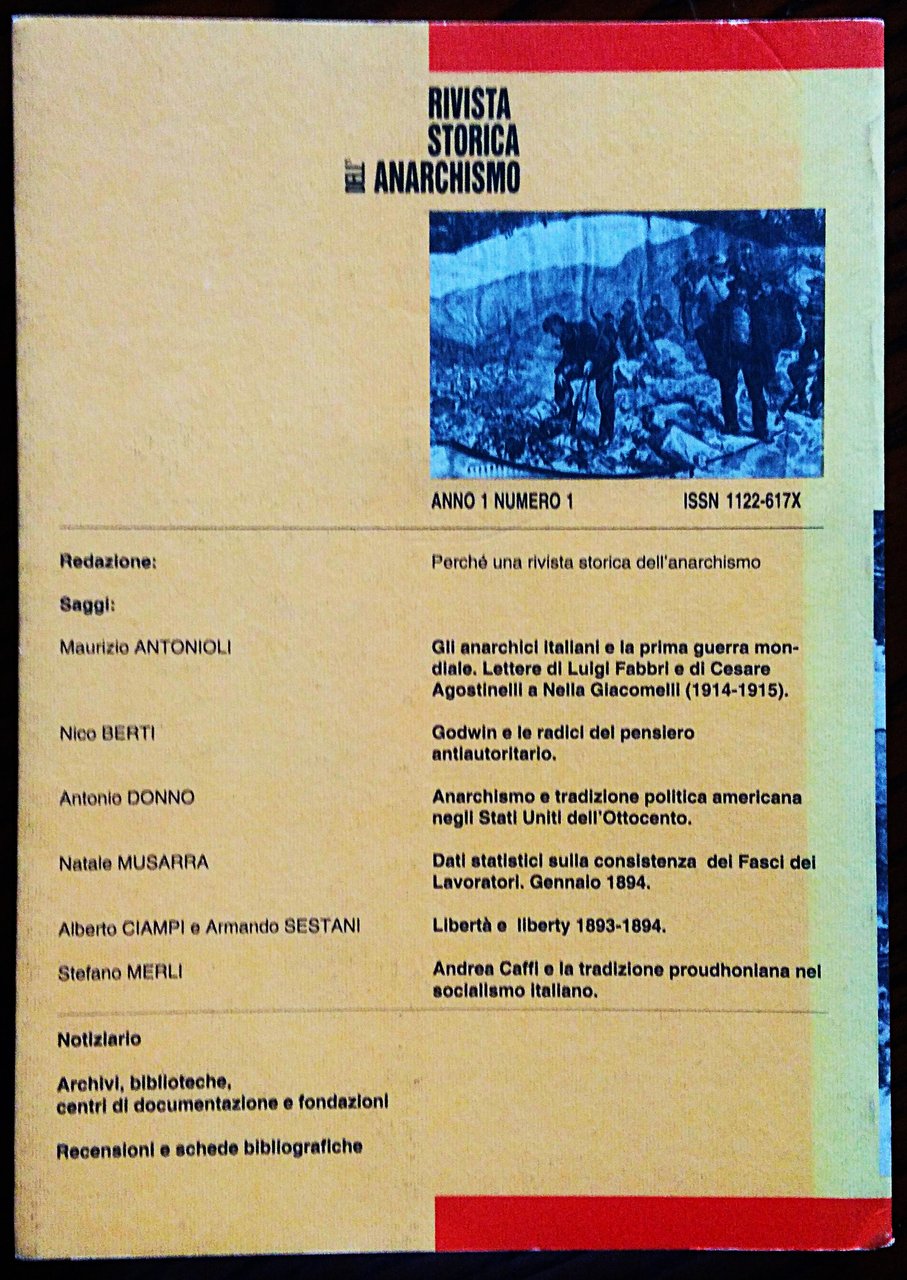 RIVISTA
STORICA
DELL' ANARCHISMO
ANNO 1 NUMERO 1 ISSN 1122-617X
Redazione: Perché una rivista storica dell'anarchismo
Saggi:
Maurizio ANTONIOLI Gli anarchici italiani e la prima guerra mon-
diale. Lettere di Luigi Fabbri e di Cesare
Agostinelli a Nella Giacomelli (1914-1915).
Nico BERTI Godwin e le radici del pensiero
antiautoritario.
Antonio DONNO Anarchismo e tradizione politica americana
negli Stati Uniti dell'Ottocento.
Natale MUSARRA Dati statistici sulla consistenza dei Fasci dei
Lavoratori. Gennaio 1894.
Alberto CIAMPI e Armando SESTANI Libertà e liberty 1893-1894.
Stefano MERLI Andrea Caffi e la tradizione proudhoniana nel
socialismo italiano.
Notiziario
Archivi, biblioteche,
centri di documentazione e fondazioni
Recensioni e schede bibliografiche